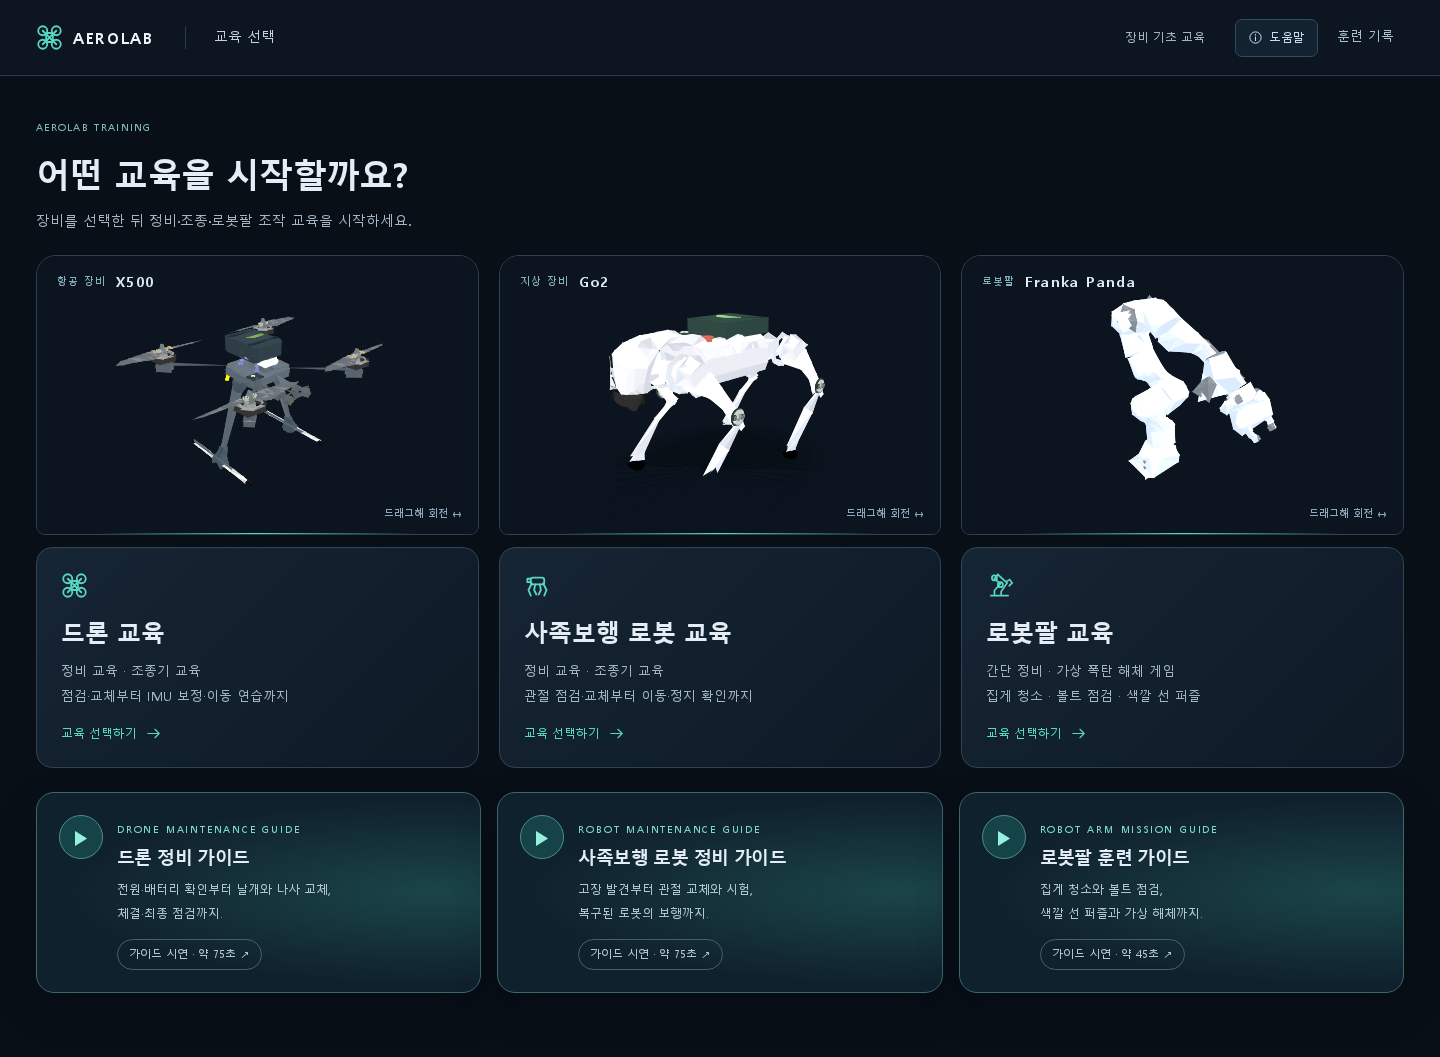 AEROLAB
교육 선택
장비 기초 교육
도움말
훈련 기록
AEROLAB TRAINING
어떤 교육을 시작할까요?
장비를 선택한 뒤 정비·조종·로봇팔 조작 교육을 시작하세요.
항공 장비 X500
드래그해 회전 ↔
지상 장비 Go2
드래그해 회전 ↔
로봇팔 Franka Panda
드래그해 회전 ↔
드론 교육
정비 교육 · 조종기 교육
점검·교체부터 IMU 보정·이동 연습까지
교육 선택하기 →
사족보행 로봇 교육
정비 교육 · 조종기 교육
관절 점검·교체부터 이동·정지 확인까지
교육 선택하기 →
로봇팔 교육
간단 정비 · 가상 폭탄 해체 게임
집게 청소 · 볼트 점검 · 색깔 선 퍼즐
교육 선택하기 →
DRONE MAINTENANCE GUIDE
드론 정비 가이드
전원·배터리 확인부터 날개와 나사 교체,
체결·최종 점검까지.
가이드 시연 · 약 75초 ↗
ROBOT MAINTENANCE GUIDE
사족보행 로봇 정비 가이드
고장 발견부터 관절 교체와 시험,
복구된 로봇의 보행까지.
가이드 시연 · 약 75초 ↗
ROBOT ARM MISSION GUIDE
로봇팔 훈련 가이드
집게 청소와 볼트 점검,
색깔 선 퍼즐과 가상 해체까지.
가이드 시연 · 약 45초 ↗